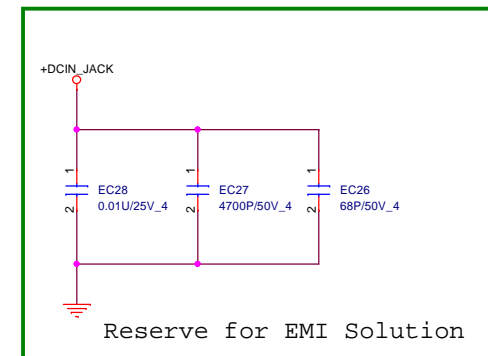 +DCIN_JACK
1 1 1
EC28 EC27 EC26
0.01U/25V_4 4700P/50V_4 68P/50V_4
2 2 2
Reserve for EMI Solution